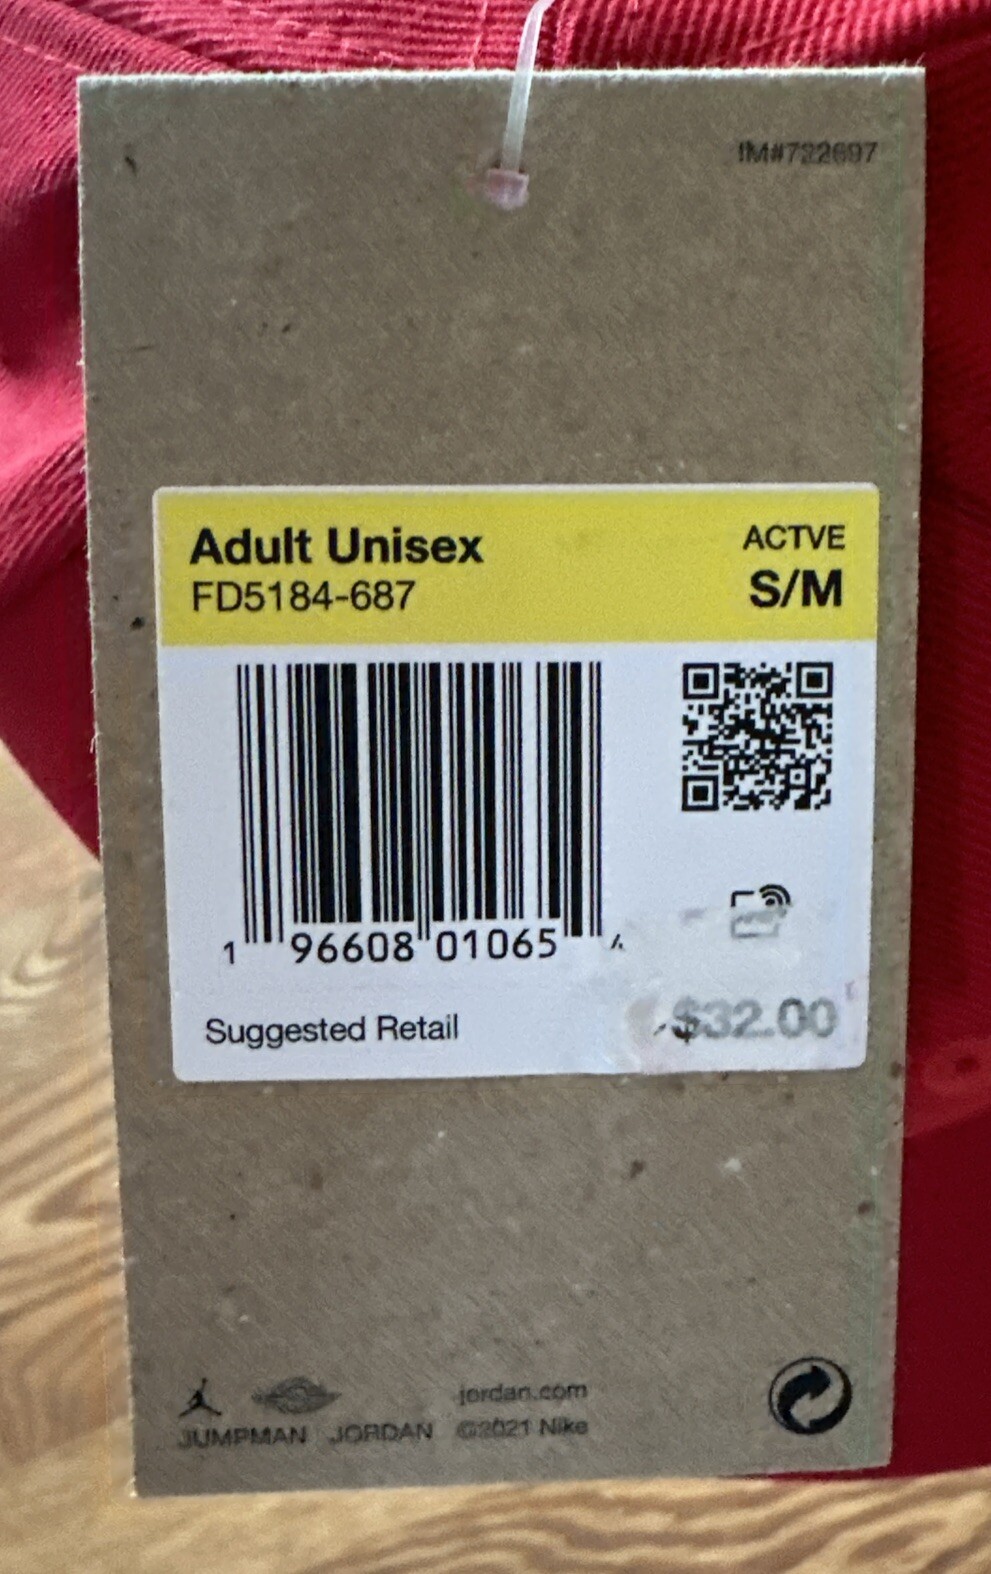 IM#722697
Adult Unisex
FD5184-687
ACTVE
S/M
1 96608 01065 4
Suggested Retail
$32.00
jordan.com
JUMPMAN JORDAN ©2021 Nike